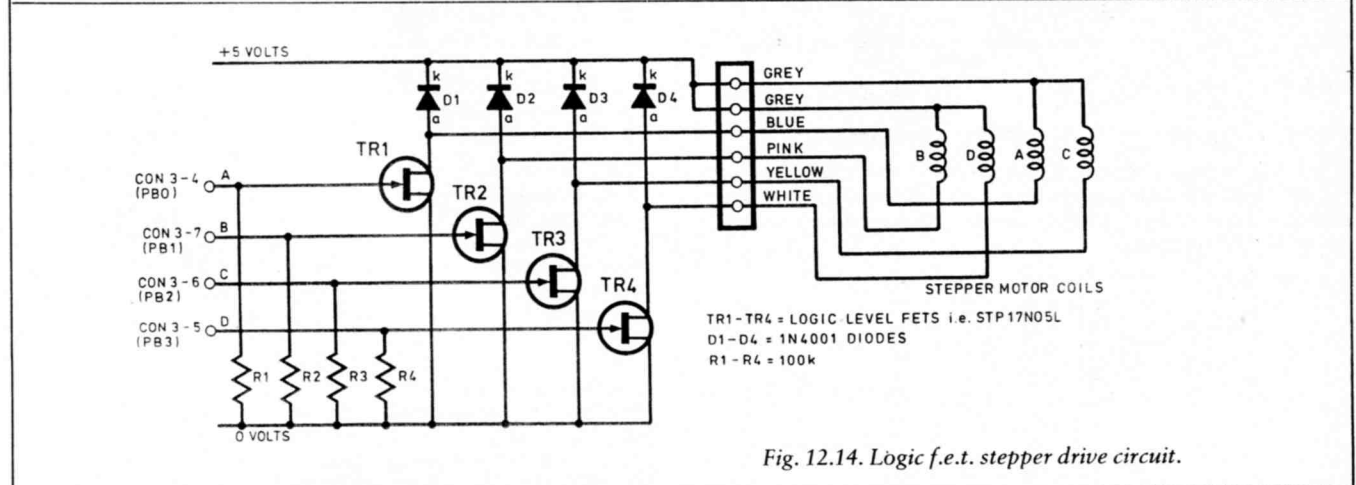 +5 VOLTS
k
D1
a
k
D2
a
k
D3
a
k
D4
a
GREY
GREY
BLUE
PINK
YELLOW
WHITE
B
D
A
C
STEPPER MOTOR COILS
TR1
TR2
TR3
TR4
CON 3-4 A
(PB0)
CON 3-7 B
(PB1)
CON 3-6 C
(PB2)
CON 3-5 D
(PB3)
R1
R2
R3
R4
0 VOLTS
TR1-TR4 = LOGIC LEVEL FETS i.e. STP17N05L
D1-D4 = 1N4001 DIODES
R1-R4 = 100k
Fig. 12.14. Logic f.e.t. stepper drive circuit.